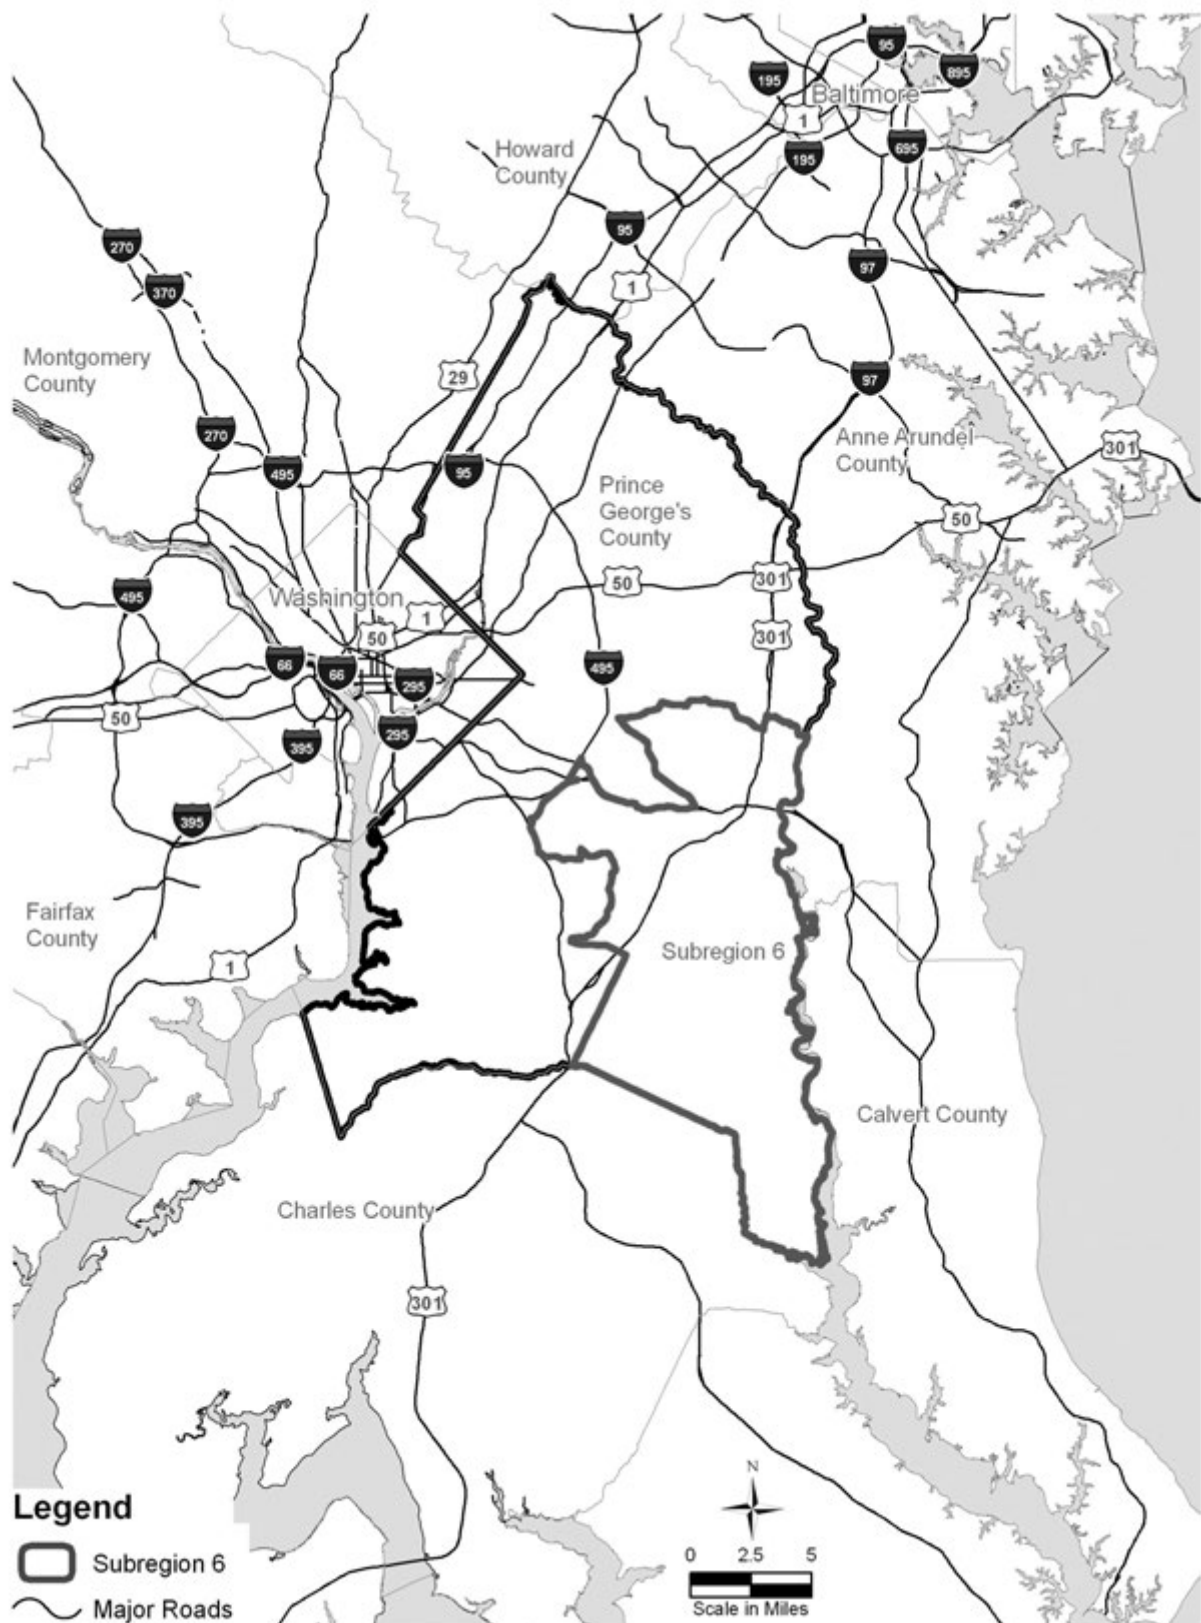 95
895
195
Baltimore
1
195
695
Howard
County
95
270
97
1
370
Montgomery
County
29
97
270
Anne Arundel
County
301
495
95
Prince
George's
County
50
50
301
495
Washington
1
50
301
66
66
495
295
50
295
395
395
Fairfax
County
Subregion 6
1
Calvert County
Charles County
301
N
Legend
Subregion 6
Major Roads
0 2.5 5
Scale in Miles